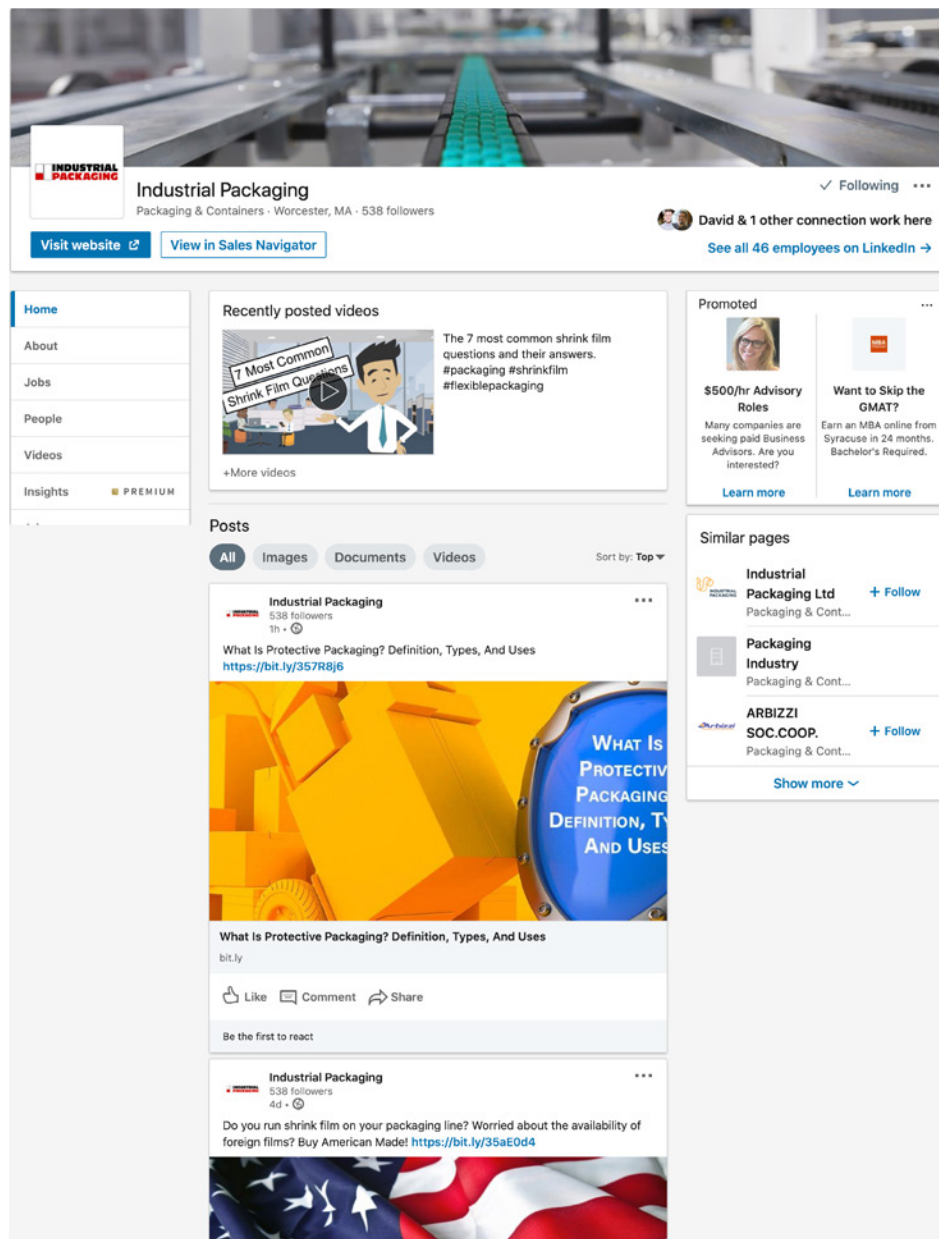 INDUSTRIAL
PACKAGING
Industrial Packaging
Packaging & Containers · Worcester, MA · 538 followers
Following
David & 1 other connection work here
Visit website
View in Sales Navigator
See all 46 employees on LinkedIn →
Home
About
Jobs
People
Videos
Insights
PREMIUM
Recently posted videos
7 Most Common
Shrink Film Questions
The 7 most common shrink film
questions and their answers.
#packaging #shrinkfilm
#flexiblepackaging
+More videos
Posts
All
Images
Documents
Videos
Sort by: Top
Industrial Packaging
538 followers
1h •
What Is Protective Packaging? Definition, Types, And Uses
https://bit.ly/357R8j6
WHAT IS
PROTECTIV
PACKAGING
DEFINITION, TY
AND USES
What Is Protective Packaging? Definition, Types, And Uses
bit.ly
Like
Comment
Share
Be the first to react
Industrial Packaging
538 followers
4d •
Do you run shrink film on your packaging line? Worried about the availability of
foreign films? Buy American Made! https://bit.ly/35aE0d4
Promoted
MBA
$500/hr Advisory
Roles
Many companies are
seeking paid Business
Advisors. Are you
interested?
Learn more
Want to Skip the
GMAT?
Earn an MBA online from
Syracuse in 24 months.
Bachelor's Required.
Learn more
Similar pages
Industrial
Packaging Ltd
Packaging & Cont...
+ Follow
Packaging
Industry
Packaging & Cont...
Arbizzi
ARBIZZI
SOC.COOP.
Packaging & Cont...
+ Follow
Show more